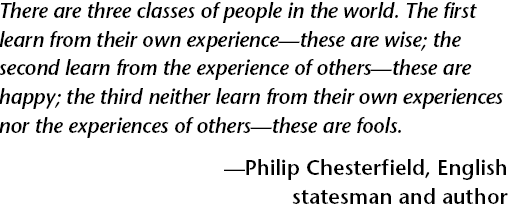 There are three classes of people in the world. The first
learn from their own experience—these are wise; the
second learn from the experience of others—these are
happy; the third neither learn from their own experiences
nor the experiences of others—these are fools.
—Philip Chesterfield, English
statesman and author